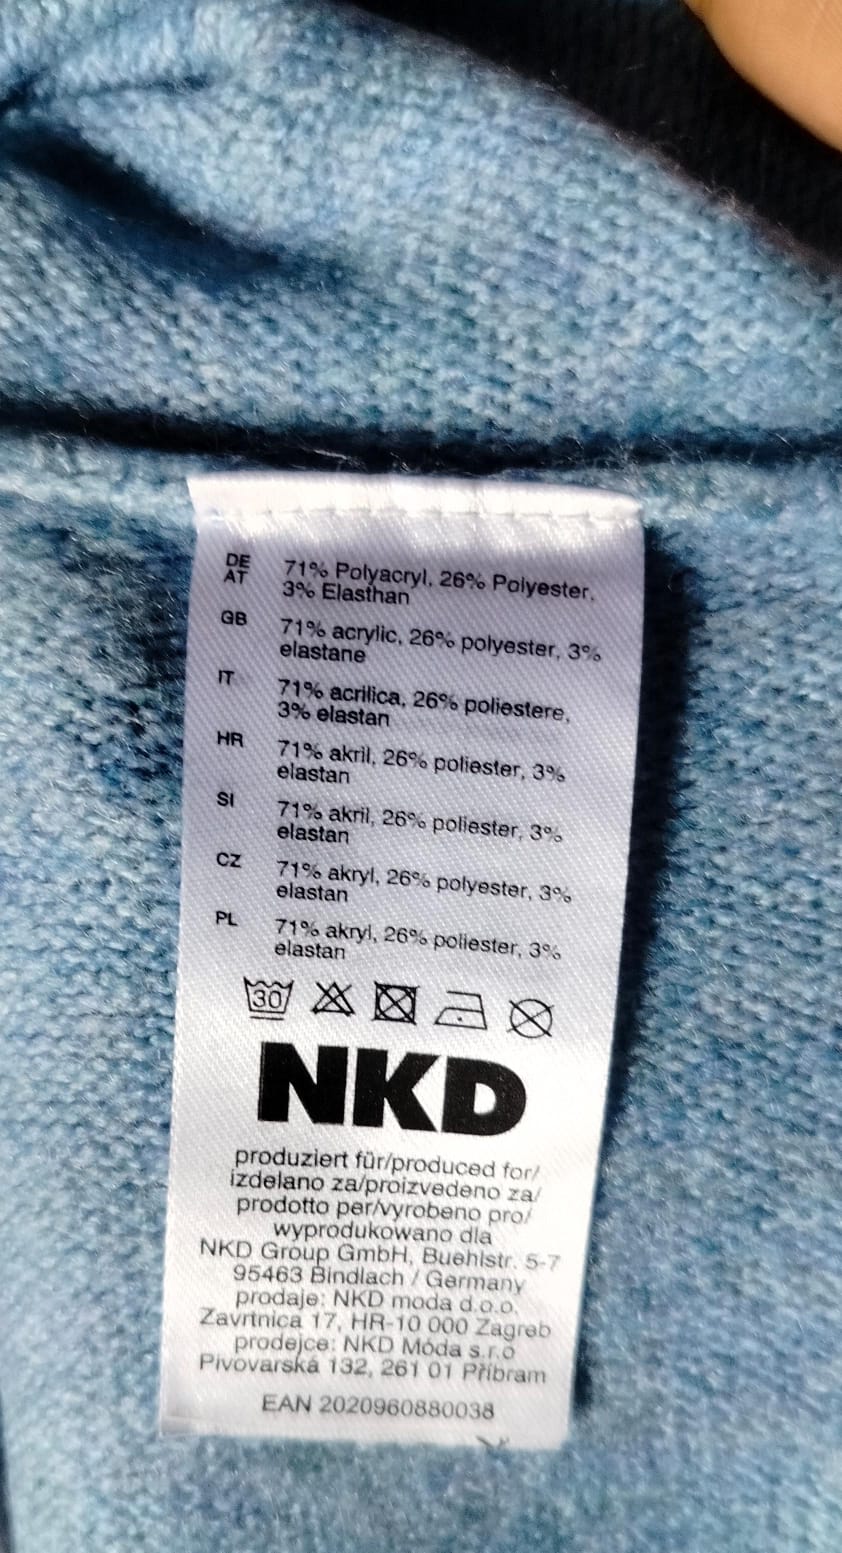 DE
AT
71% Polyacryl, 26% Polyester,
3% Elasthan
GB
71% acrylic, 26% polyester, 3%
elastane
IT
71% acrilica, 26% poliestere,
3% elastan
HR
71% akril, 26% poliester, 3%
elastan
SI
71% akril, 26% poliester, 3%
elastan
CZ
71% akryl, 26% polyester, 3%
elastan
PL
71% akryl, 26% poliester, 3%
elastan
30
NKD
produziert für/produced for/
izdelano za/proizvedeno za/
prodotto per/vyrobeno pro/
wyprodukowano dla
NKD Group GmbH, Buehlstr. 5-7
95463 Bindlach / Germany
prodaje: NKD moda d.o.o.
Zavrtnica 17, HR-10 000 Zagreb
prodejce: NKD Móda s.r.o
Pivovarská 132, 261 01 Příbram
EAN 2020960880038